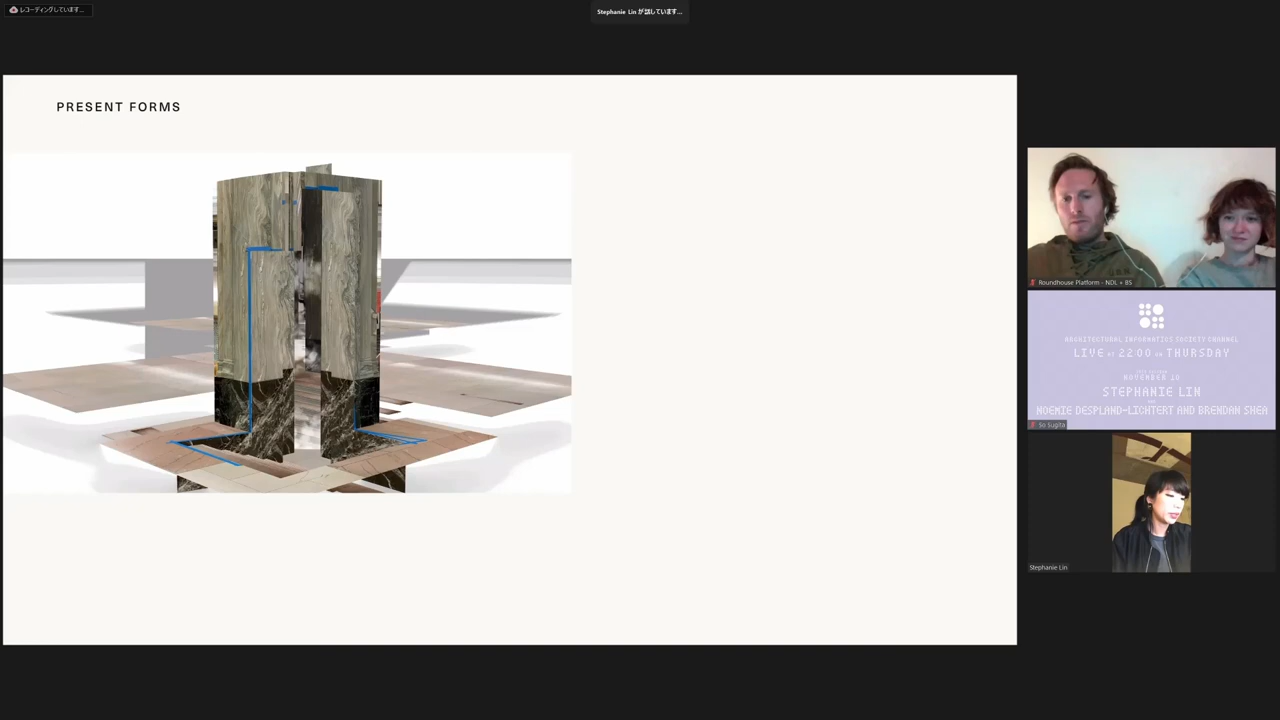 レコーディングしています...
Stephanie Lin が話しています...
PRESENT FORMS
Roundhouse Platform - NDL + BS
ARCHITECTURAL INFORMATICS SOCIETY CHANNEL
LIVE AT 22:00 ON THURSDAY
NOVEMBER 18
STEPHANIE LIN
AND
NOEMIE DESPLAND-LICHTERT AND BRENDAN SHEA
So Sugita
Stephanie Lin